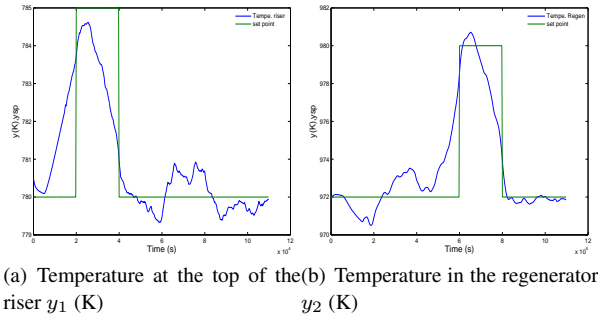 785
784
783
782
780
780
779
y(K),ysp
0
2
4
6
8
10
12
x 10⁴
Time (s)
Tempe. riser
set point
982
980
976
974
972
970
y(K),ysp
0
2
4
6
8
10
12
x 10⁴
Time (s)
Tempe. Regen
set point
(a) Temperature at the top of the
riser y₁ (K)
(b) Temperature in the regenerator
y₂ (K)